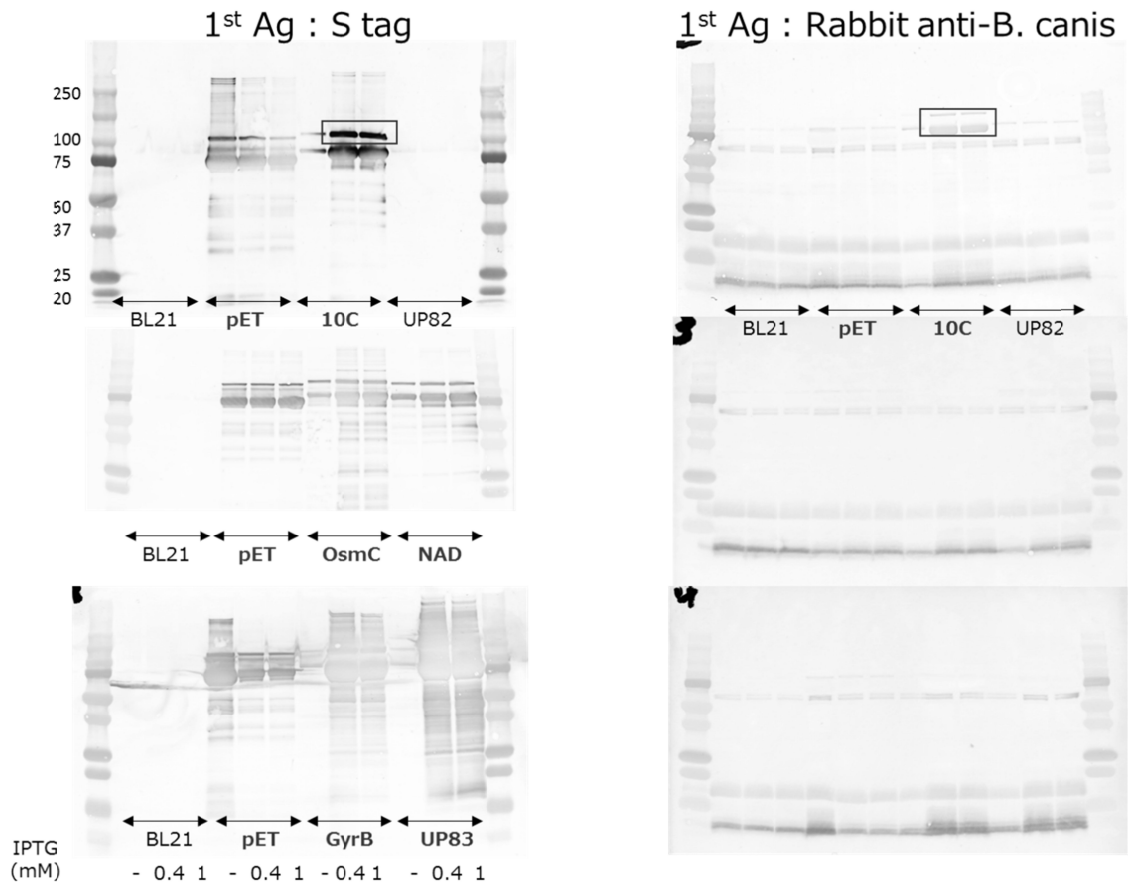 1st Ag : S tag
1st Ag : Rabbit anti-B. canis
250
100
75
50
37
25
20
BL21 pET 10C UP82
BL21 pET 10C UP82
3
BL21 pET OsmC NAD
4
BL21 pET GyrB UP83
IPTG
(mM)
- 0.4 1 - 0.4 1 - 0.4 1 - 0.4 1